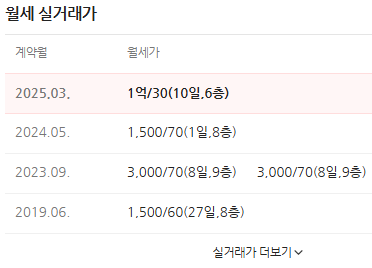 월세 실거래가
계약월 월세가
2025.03. 1억/30(10일,6층)
2024.05. 1,500/70(1일,8층)
2023.09. 3,000/70(8일,9층) 3,000/70(8일,9층)
2019.06. 1,500/60(27일,8층)
실거래가 더보기